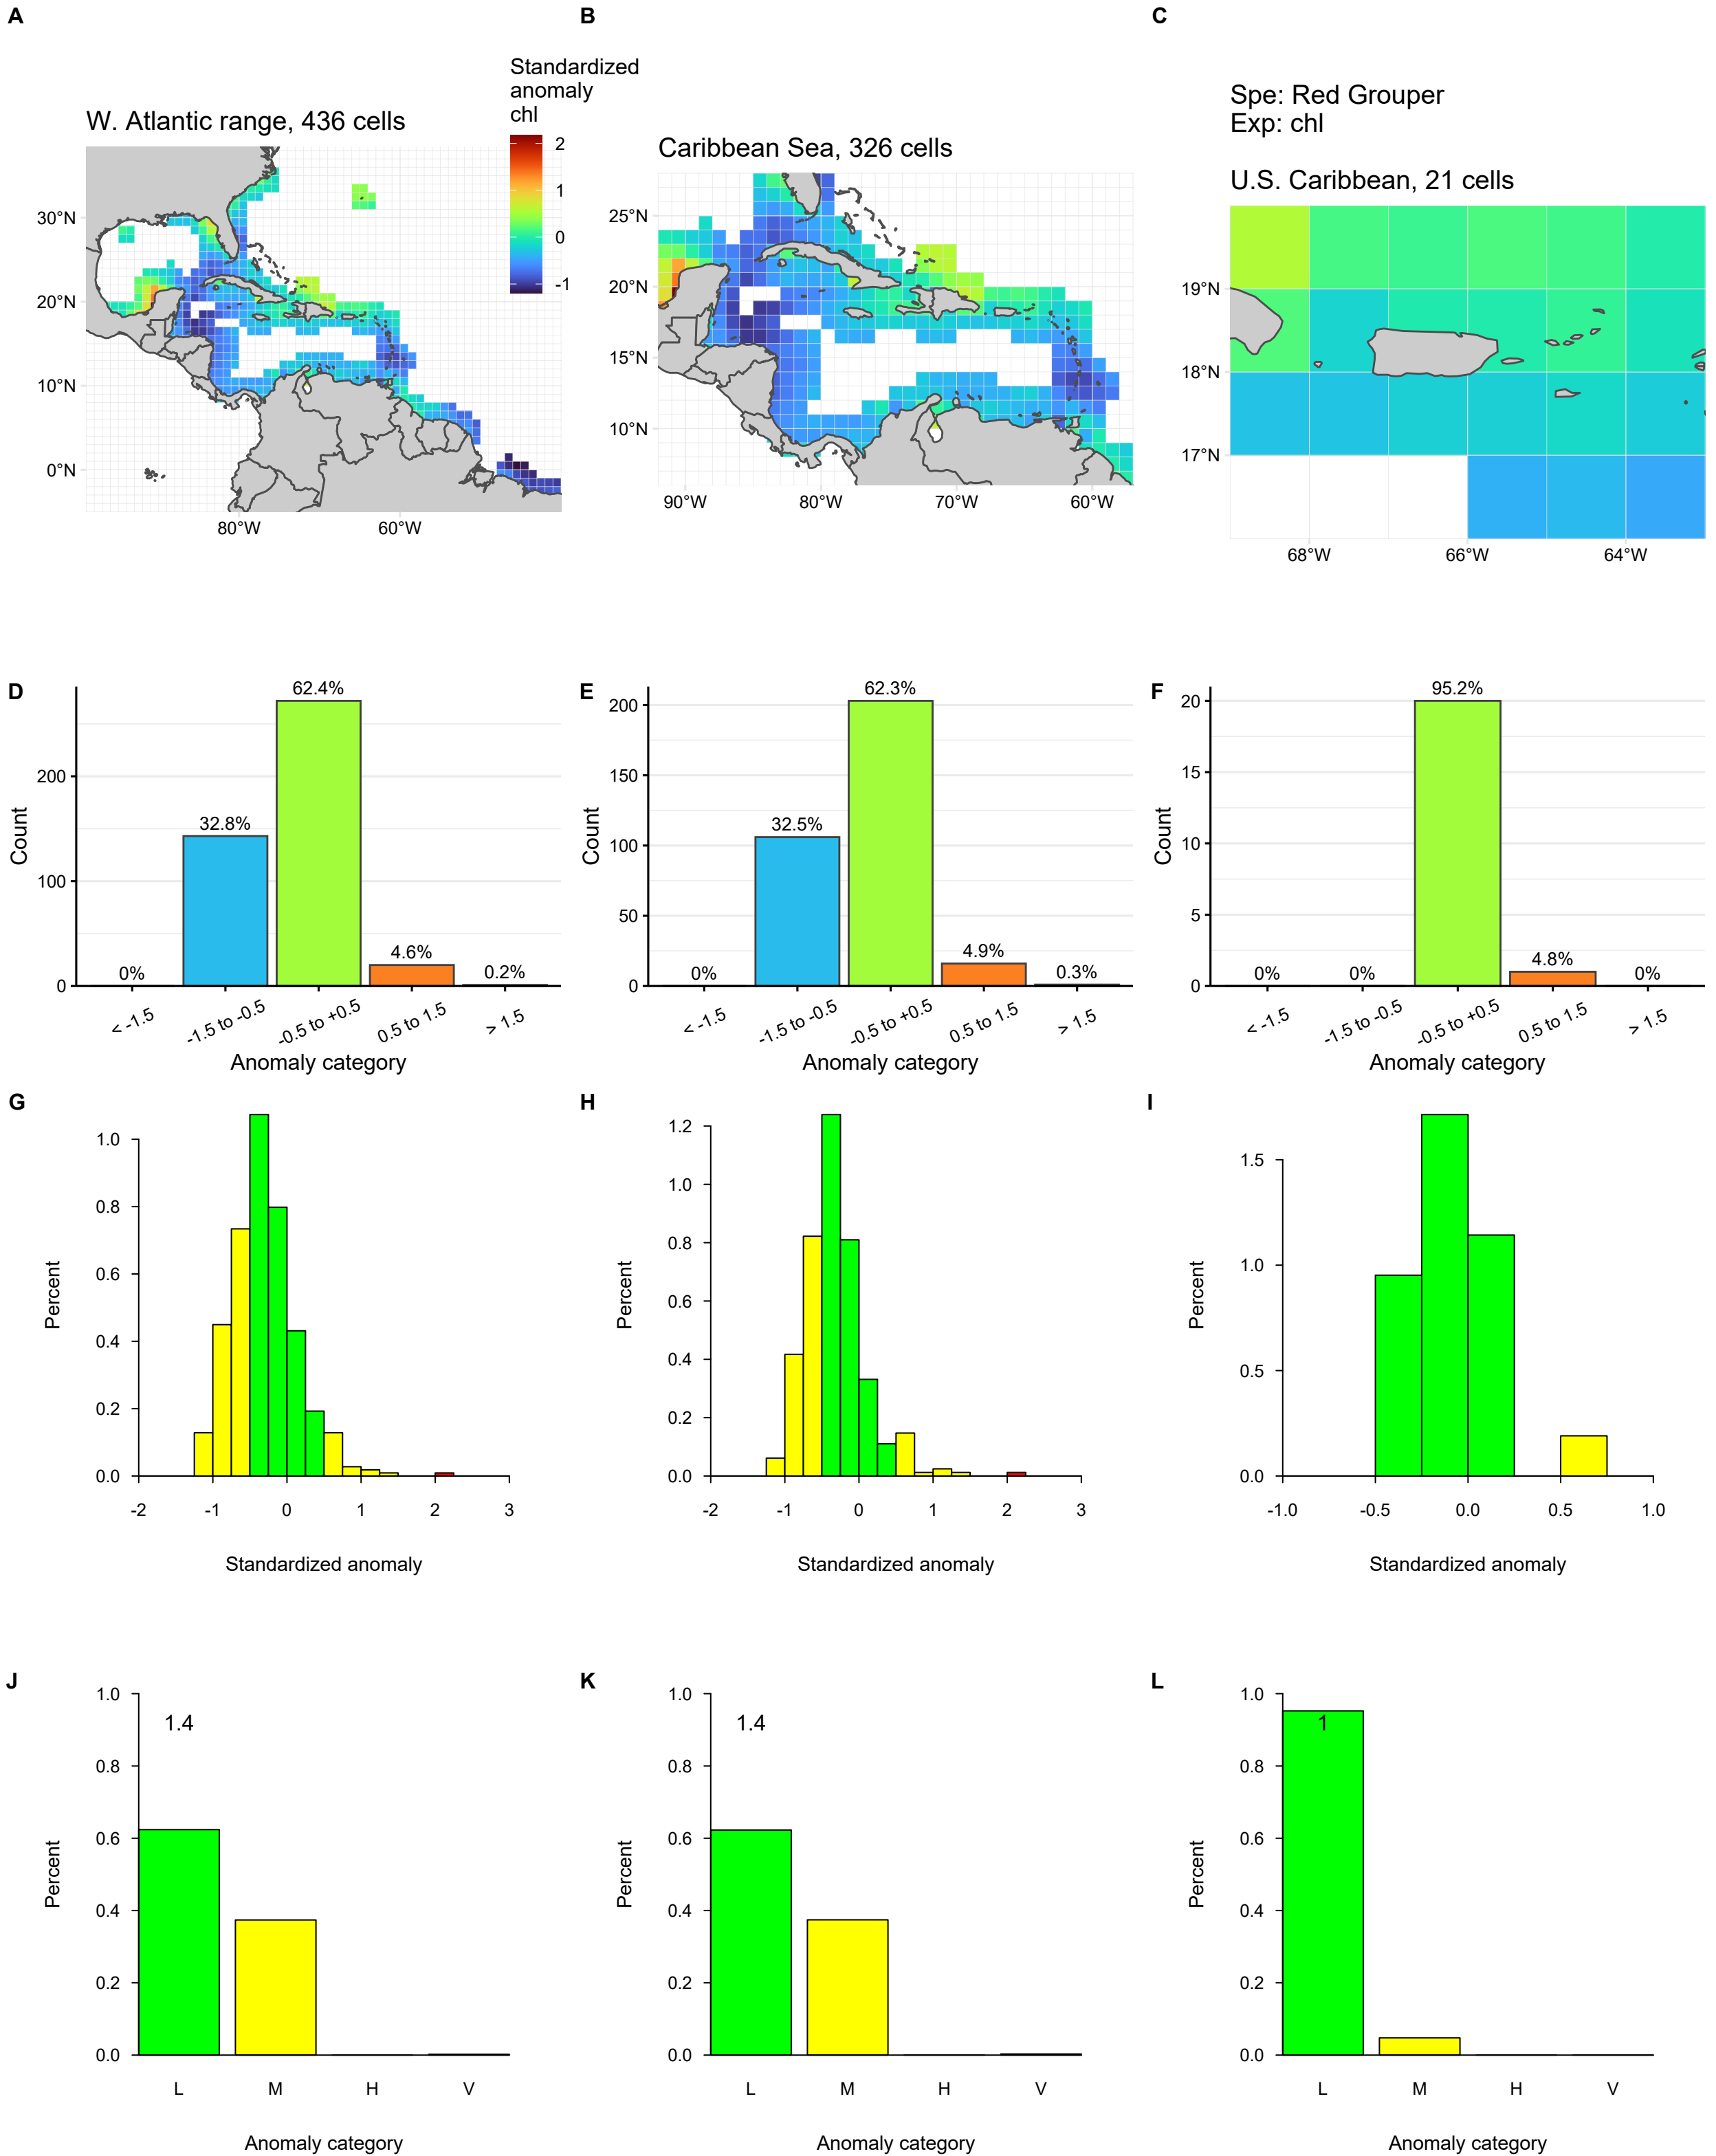 A
B
C
Standardized
anomaly
chl
2
1
0
-1
W. Atlantic range, 436 cells
30°N
20°N
10°N
0°N
80°W
60°W
Caribbean Sea, 326 cells
25°N
20°N
15°N
10°N
90°W
80°W
70°W
60°W
Spe: Red Grouper
Exp: chl
U.S. Caribbean, 21 cells
19°N
18°N
17°N
68°W
66°W
64°W
D
Count
200
100
0
0%
32.8%
62.4%
4.6%
0.2%
< -1.5
-1.5 to -0.5
-0.5 to +0.5
0.5 to 1.5
> 1.5
Anomaly category
E
Count
200
150
100
50
0
0%
32.5%
62.3%
4.9%
0.3%
< -1.5
-1.5 to -0.5
-0.5 to +0.5
0.5 to 1.5
> 1.5
Anomaly category
F
Count
20
15
10
5
0
0%
0%
95.2%
4.8%
0%
< -1.5
-1.5 to -0.5
-0.5 to +0.5
0.5 to 1.5
> 1.5
Anomaly category
G
Percent
1.0
0.8
0.6
0.4
0.2
0.0
-2
-1
0
1
2
3
Standardized anomaly
H
Percent
1.2
1.0
0.8
0.6
0.4
0.2
0.0
-2
-1
0
1
2
3
Standardized anomaly
I
Percent
1.5
1.0
0.5
0.0
-1.0
-0.5
0.0
0.5
1.0
Standardized anomaly
J
Percent
1.0
0.8
0.6
0.4
0.2
0.0
1.4
L
M
H
V
Anomaly category
K
Percent
1.0
0.8
0.6
0.4
0.2
0.0
1.4
L
M
H
V
Anomaly category
L
Percent
1.0
0.8
0.6
0.4
0.2
0.0
1
L
M
H
V
Anomaly category